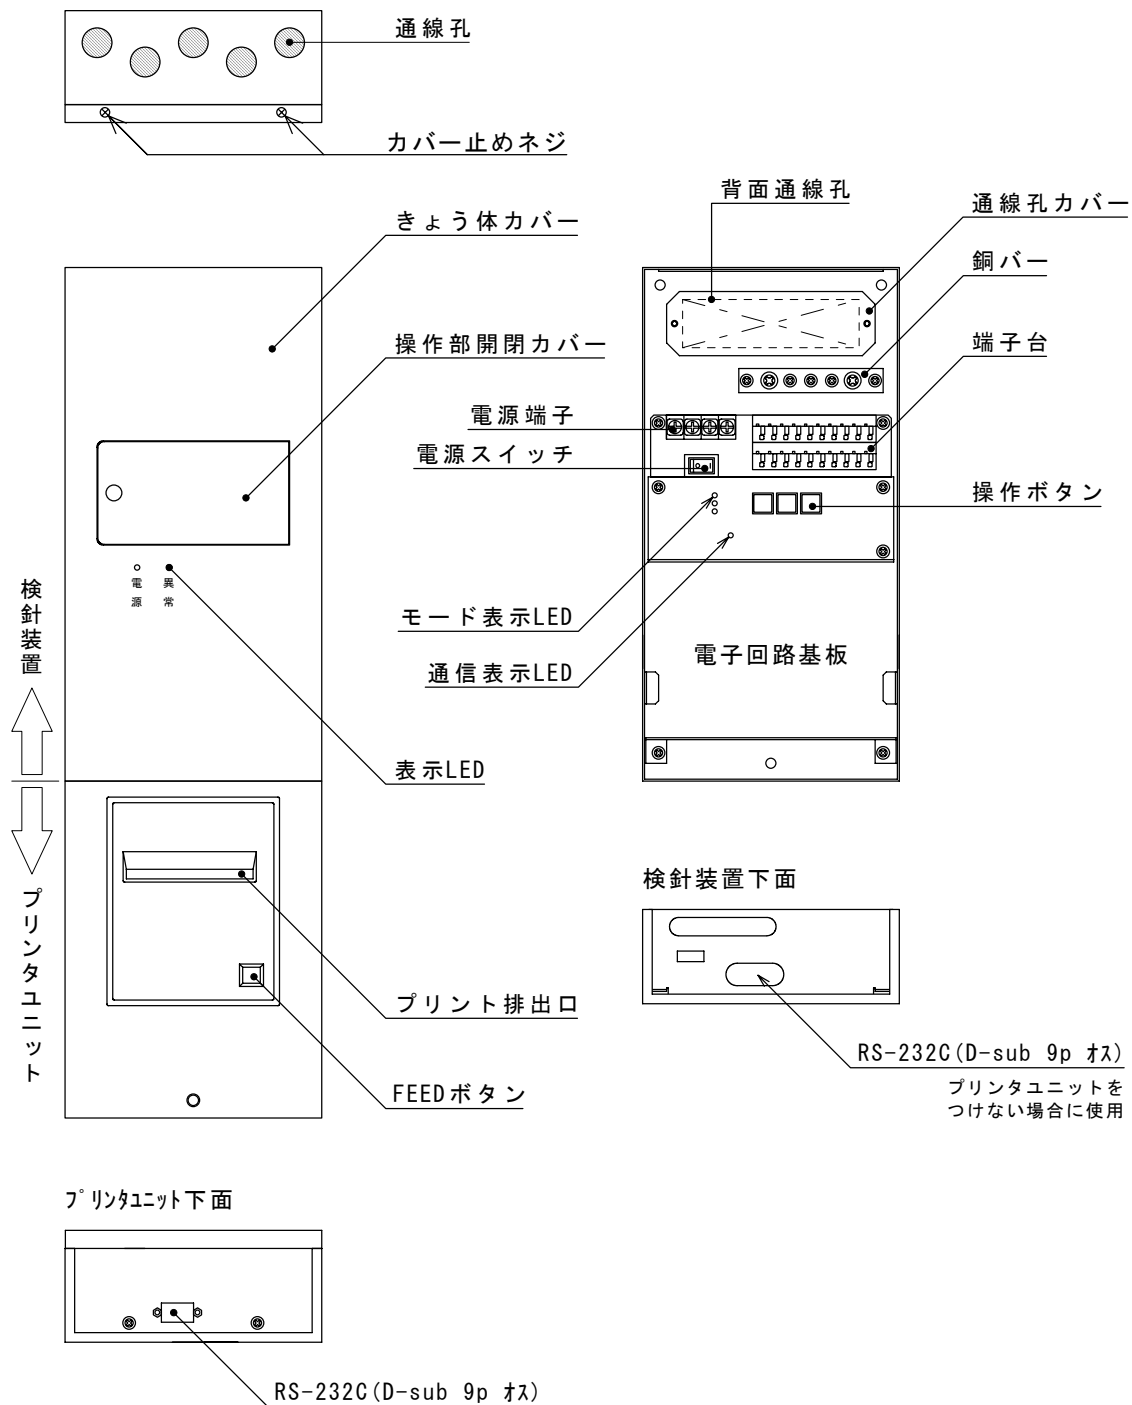 通線孔
カバー止めネジ
きょう体カバー
操作部開閉カバー
電源
異常
検針装置
プリンタユニット
表示LED
プリント排出口
FEEDボタン
背面通線孔
通線孔カバー
銅バー
端子台
電源端子
電源スイッチ
操作ボタン
モード表示LED
通信表示LED
電子回路基板
検針装置下面
RS-232C(D-sub 9p ｵｽ)
プリンタユニットを
つけない場合に使用
ﾌﾟﾘﾝﾀﾕﾆｯﾄ下面
RS-232C(D-sub 9p ｵｽ)